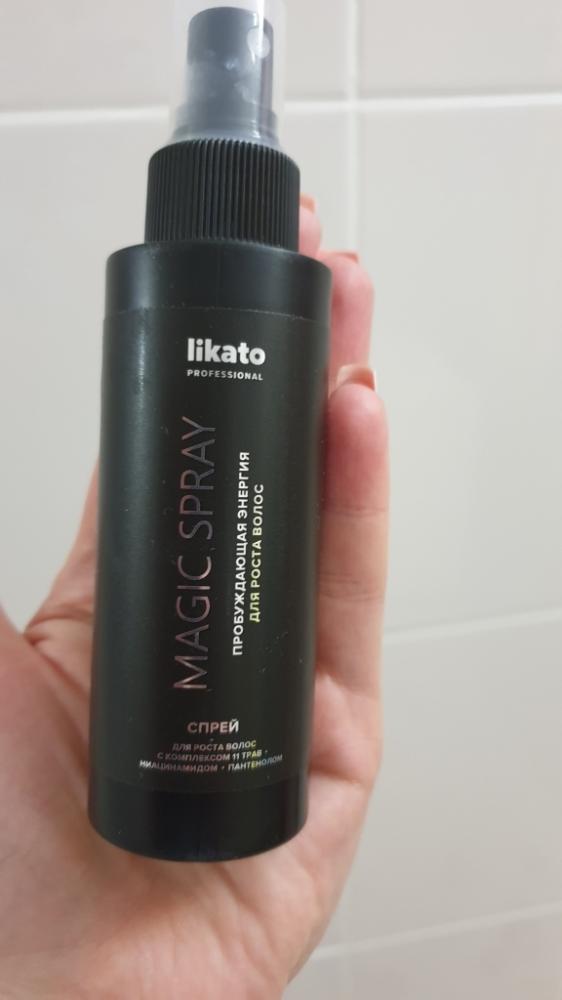 likato
PROFESSIONAL
MAGIC SPRAY
ПРОБУЖДАЮЩАЯ ЭНЕРГИЯ
ДЛЯ РОСТА ВОЛОС
СПРЕЙ
ДЛЯ РОСТА ВОЛОС
С КОМПЛЕКСОМ 11 ТРАВ •
НИАЦИНАМИДОМ • ПАНТЕНОЛОМ